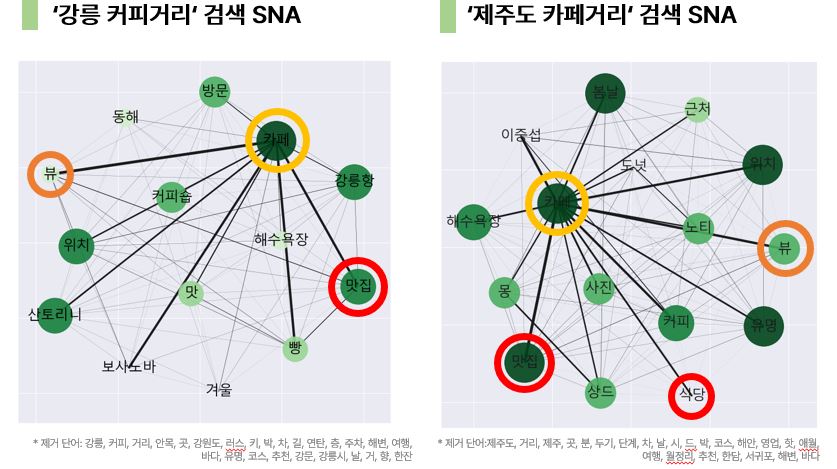 ‘강릉 커피거리‘ 검색 SNA
방문
동해
카페
뷰
커피숍
강릉항
위치
해수욕장
산토리니
맛
맛집
빵
보사노바
겨울
* 제거 단어: 강릉, 커피, 거리, 안목, 곳, 강원도, 러스, 키, 박, 차, 길, 연탄, 층, 주차, 해변, 여행,
바다, 유명, 코스, 추천, 강문, 강릉시, 날, 거, 향, 한잔
‘제주도 카페거리‘ 검색 SNA
봄날
근처
이중섭
도넛
위치
카페
해수욕장
노티
뷰
몽
사진
커피
유명
맛집
상드
식당
* 제거 단어:제주도, 거리, 제주, 곳, 분, 두기, 단계, 차, 날, 시, 드, 박, 코스, 해안, 영업, 핫, 애월,
여행, 월정리, 추천, 한담, 서귀포, 해변, 바다